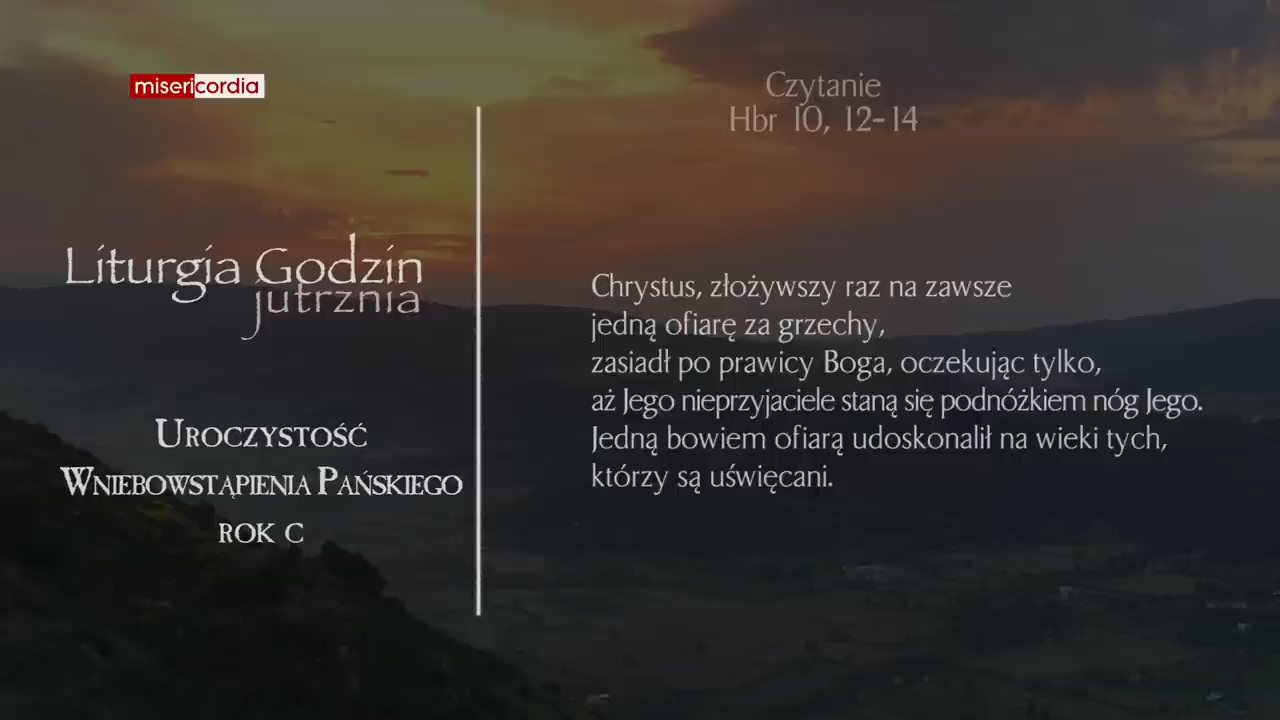 misericordia
Liturgia Godzin
jutrznia
Uroczystość
Wniebowstąpienia Pańskiego
rok C
Czytanie
Hbr 10, 12-14
Chrystus, złożywszy raz na zawsze
jedną ofiarę za grzechy,
zasiadł po prawicy Boga, oczekując tylko,
aż Jego nieprzyjaciele staną się podnóżkiem nóg Jego.
Jedną bowiem ofiarą udoskonalił na wieki tych,
którzy są uświęcani.